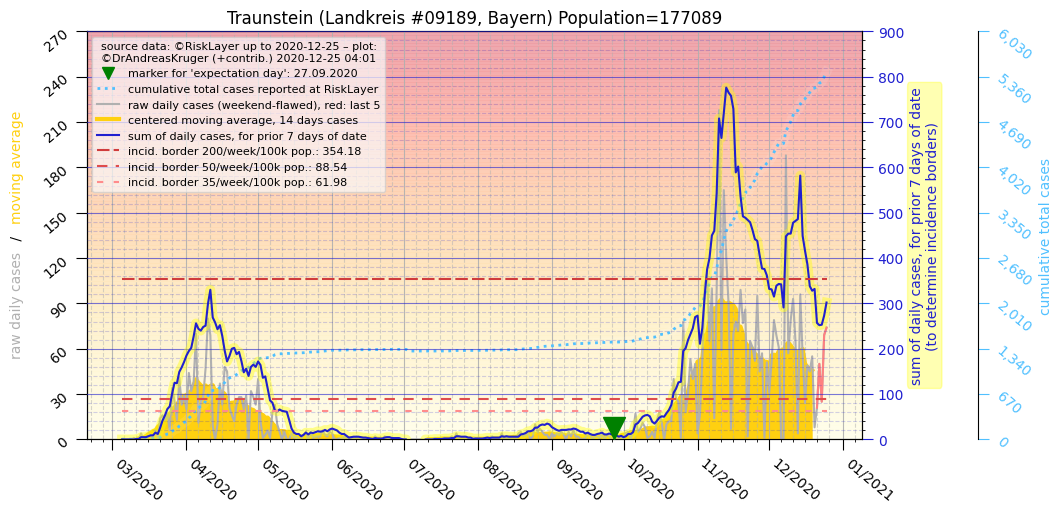 Traunstein (Landkreis #09189, Bayern) Population=177089
source data: ©RiskLayer up to 2020-12-25 – plot:
©DrAndreasKruger (+contrib.) 2020-12-25 04:01
marker for 'expectation day': 27.09.2020
cumulative total cases reported at RiskLayer
raw daily cases (weekend-flawed), red: last 5
centered moving average, 14 days cases
sum of daily cases, for prior 7 days of date
incid. border 200/week/100k pop.: 354.18
incid. border 50/week/100k pop.: 88.54
incid. border 35/week/100k pop.: 61.98
raw daily cases / moving average
270
240
210
180
150
120
90
60
30
0
03/2020
04/2020
05/2020
06/2020
07/2020
08/2020
09/2020
10/2020
11/2020
12/2020
01/2021
900
800
700
600
500
400
300
200
100
0
sum of daily cases, for prior 7 days of date
(to determine incidence borders)
6,030
5,360
4,690
4,020
3,350
2,680
2,010
1,340
670
0
cumulative total cases